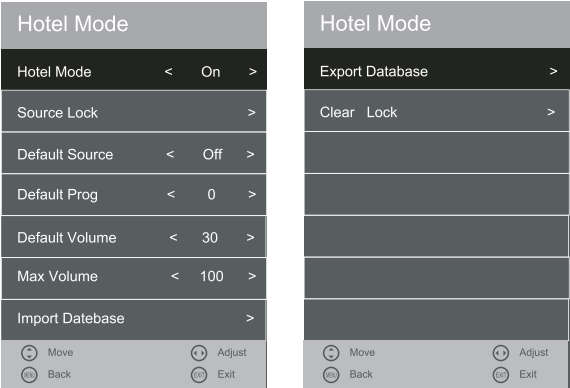 Hotel Mode
Hotel Mode < On >
Source Lock >
Default Source < Off >
Default Prog < 0 >
Default Volume < 30 >
Max Volume < 100 >
Import Datebase >
Move Adjust
MENU Back EXIT Exit
Hotel Mode
Export Database >
Clear Lock >
Move Adjust
MENU Back EXIT Exit